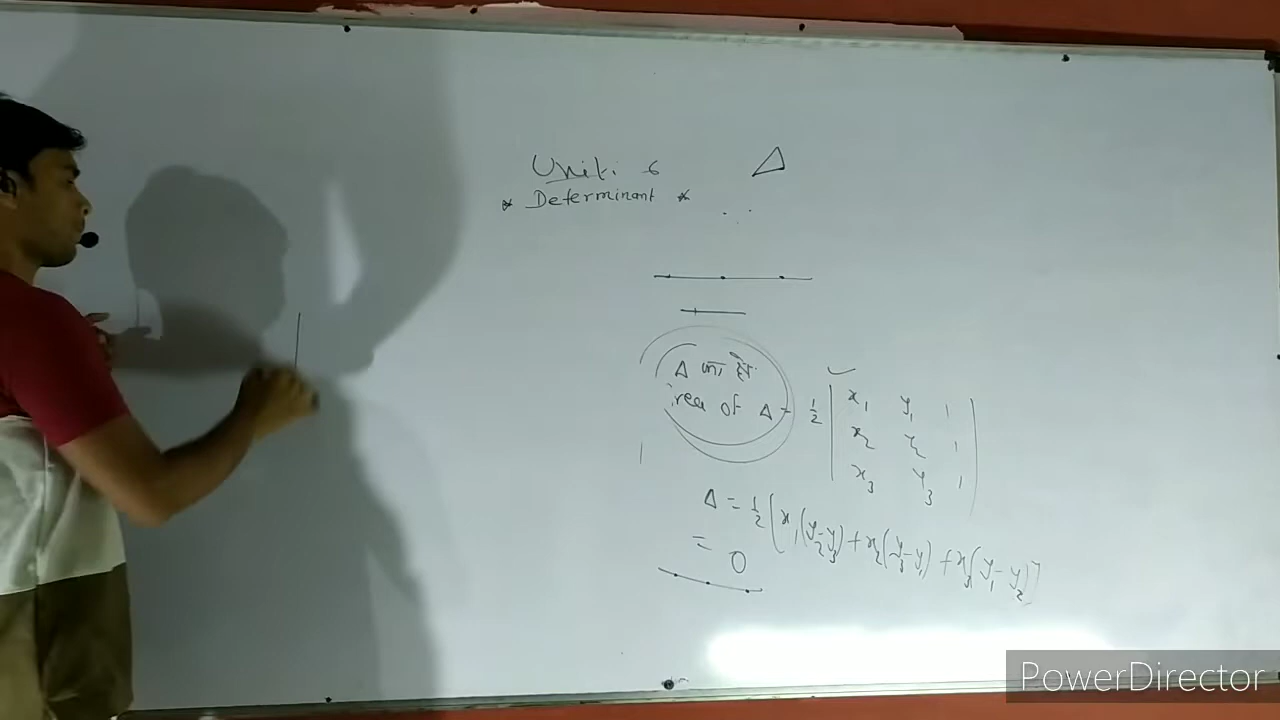 Unit: 6
* Determinant *
Δ
Δ का क्षे.
area of Δ = 1/2 | x₁ y₁ 1
x₂ y₂ 1
x₃ y₃ 1 |
Δ = 1/2 [x₁(y₂-y₃) + x₂(y₃-y₁) + x₃(y₁-y₂)]
= 0
PowerDirector